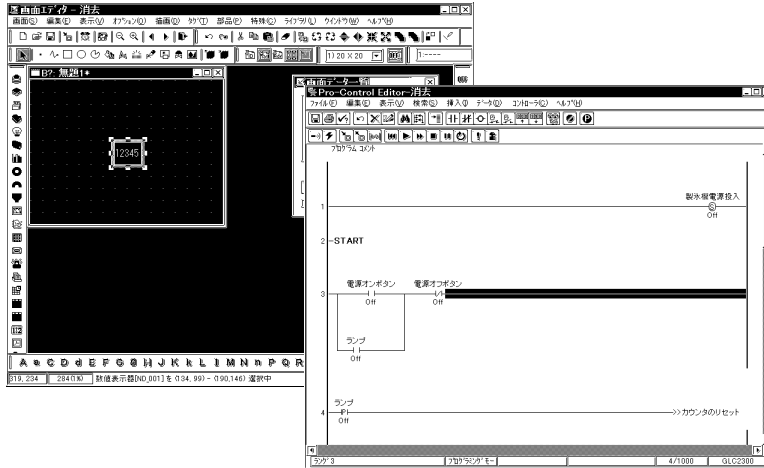 画面エディタ - 消去
画面(S) 編集(E) 表示(V) オプション(O) 描画(D) タグ(T) 部品(P) 特殊(C) ライブラリ(L) ウインドウ(W) ヘルプ(H)
1) 20 X 20
1:----
B?: 無題1*
12345
画面データ一覧
A C D d E F G H J K k L M N n P Q R
319, 234 284(1%) 数値表示器[ND_001] を (134, 99) - (190,146) 選択中
Pro-Control Editor-消去
ファイル(F) 編集(E) 表示(V) 検索(S) 挿入(I) データ(D) コントローラ(C) ヘルプ(H)
プログラム コメント
製氷機電源投入
1
S
Off
2 START
電源オンボタン 電源オフボタン
3
Off Off
ランプ
Off
ランプ
4 P >>カウンタのリセット
Off
ラング 3 プログラミング モード 4/1000 GLC2300